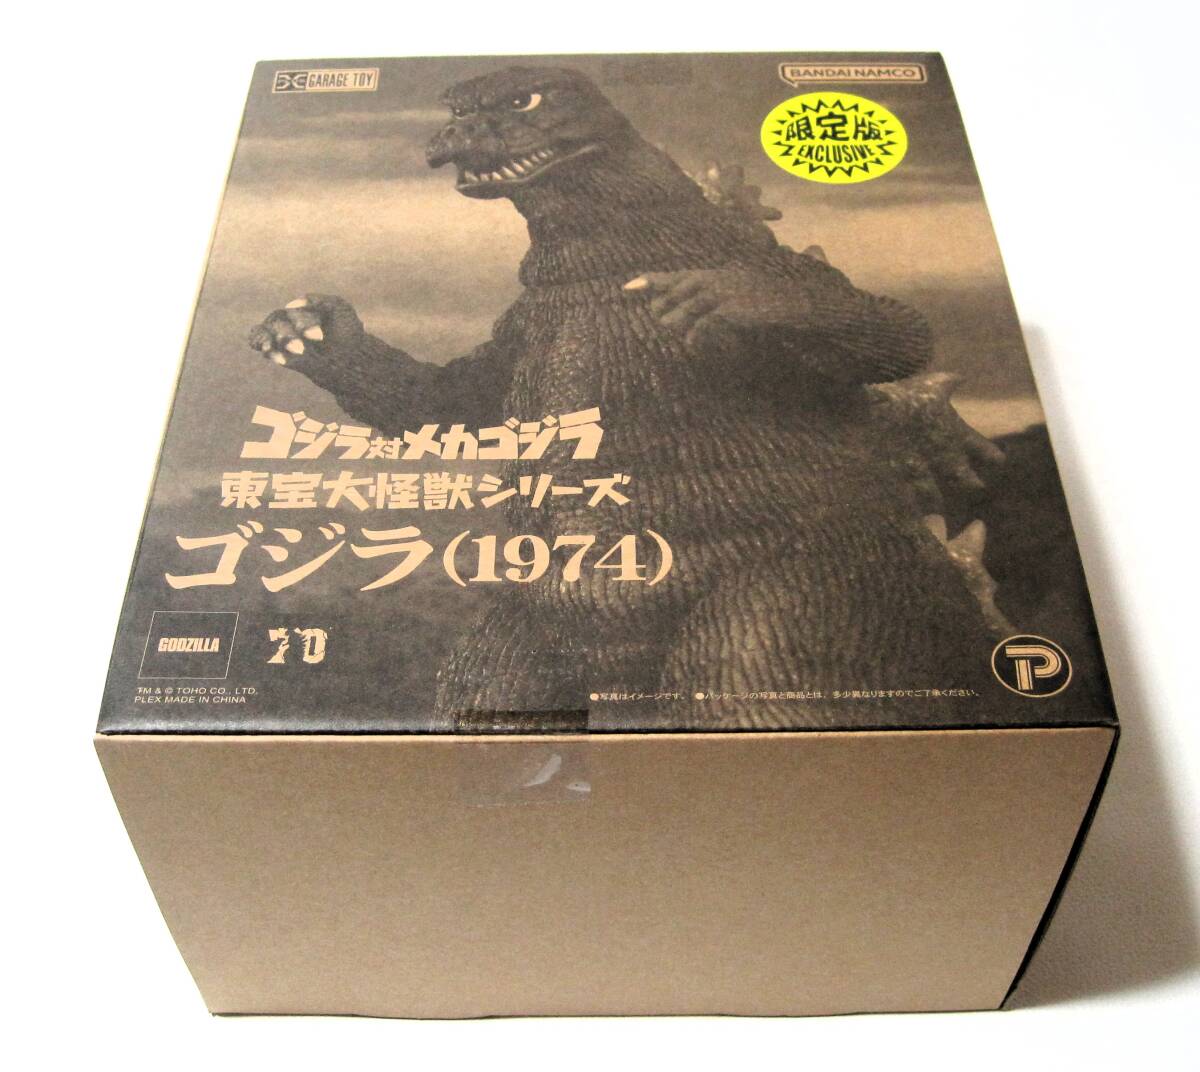 GARAGE TOY
BANDAI NAMCO
限定版
EXCLUSIVE
ゴジラ対メカゴジラ
東宝大怪獣シリーズ
ゴジラ(1974)
GODZILLA
70
TM & © TOHO CO., LTD.
PLEX MADE IN CHINA
●写真はイメージです。 ●パッケージの写真と商品とは、多少異なりますのでご了承ください。
P